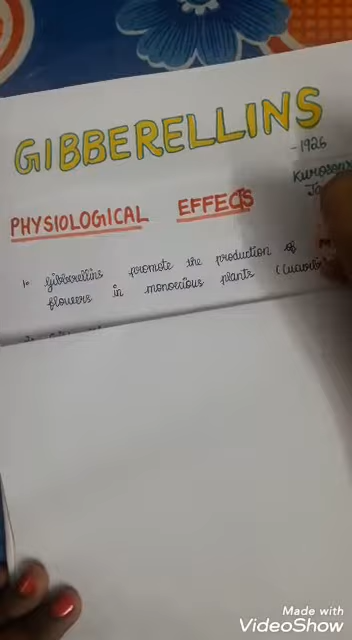 GIBBERELLINS
- 1926
PHYSIOLOGICAL EFFECTS
1. Gibberellins promote the production of
flowers in monoecious plants
Made with
VideoShow